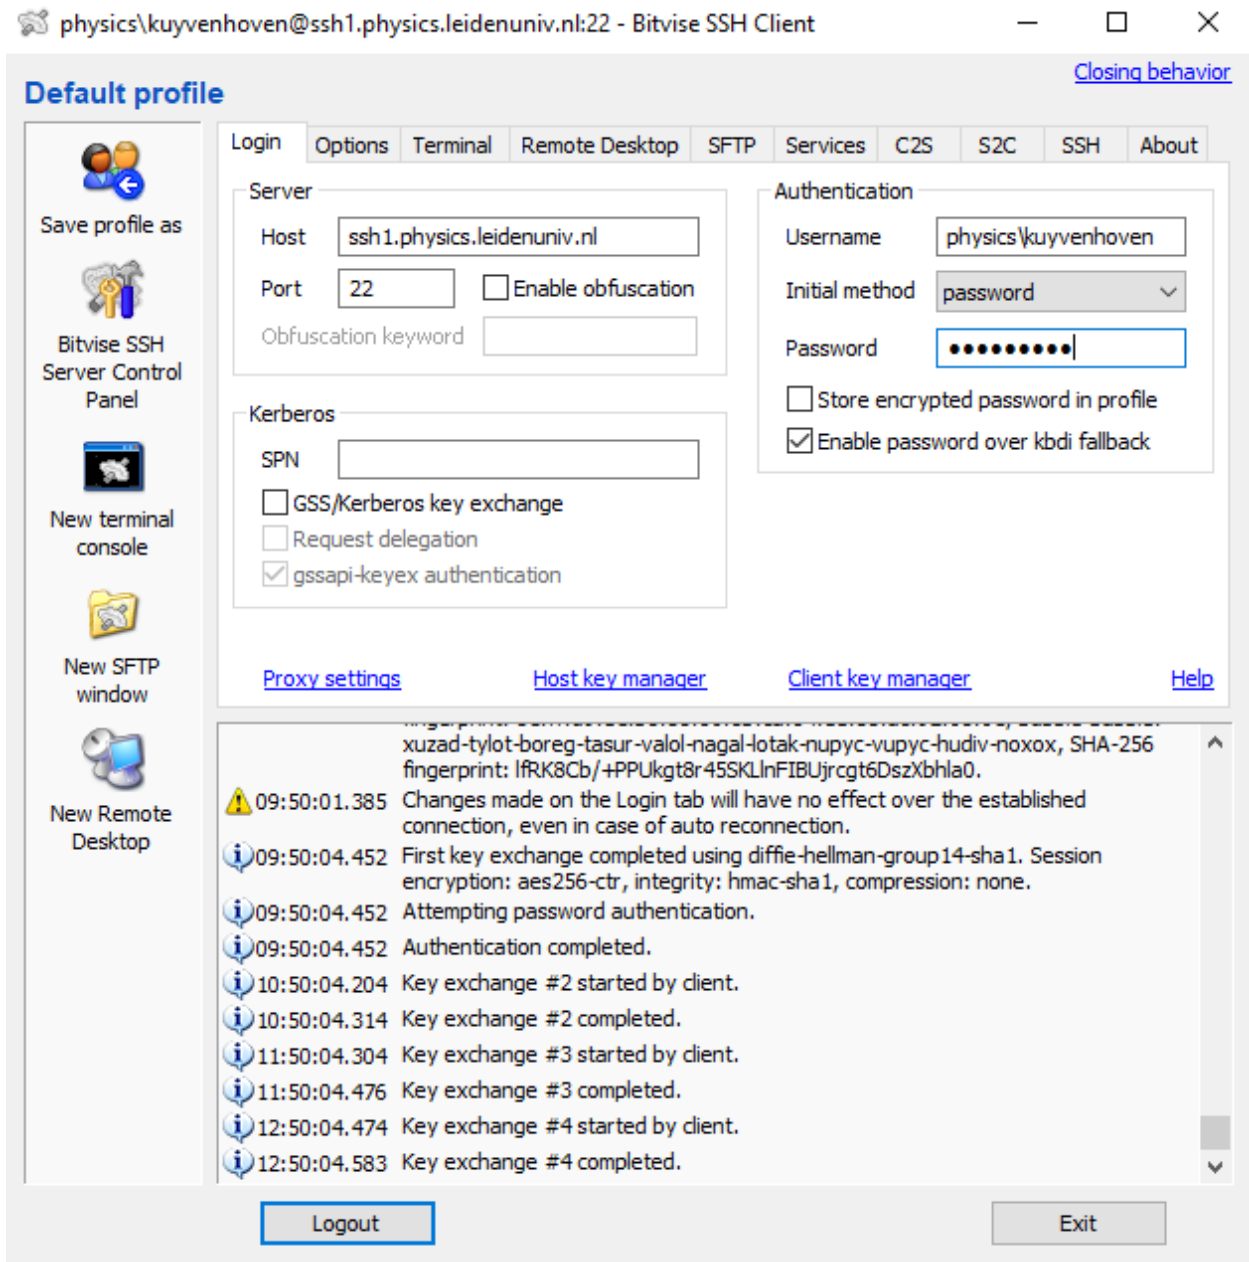 physics\kuyvenhoven@ssh1.physics.leidenuniv.nl:22 - Bitvise SSH Client
Closing behavior
Default profile
Save profile as
Bitvise SSH
Server Control
Panel
New terminal
console
New SFTP
window
New Remote
Desktop
Login Options Terminal Remote Desktop SFTP Services C2S S2C SSH About
Server
Host ssh1.physics.leidenuniv.nl
Port 22 Enable obfuscation
Obfuscation keyword
Kerberos
SPN
GSS/Kerberos key exchange
Request delegation
gssapi-keyex authentication
Authentication
Username physics\kuyvenhoven
Initial method password
Password
Store encrypted password in profile
Enable password over kbdi fallback
Proxy settings Host key manager Client key manager Help
xuzad-tylot-boreg-tasur-valol-nagal-lotak-nupyc-vupyc-hudiv-noxox, SHA-256
fingerprint: lfRK8Cb/+PPUkgt8r45SKLlnFIBUjrcgt6DszXbhla0.
09:50:01.385 Changes made on the Login tab will have no effect over the established
connection, even in case of auto reconnection.
09:50:04.452 First key exchange completed using diffie-hellman-group14-sha1. Session
encryption: aes256-ctr, integrity: hmac-sha1, compression: none.
09:50:04.452 Attempting password authentication.
09:50:04.452 Authentication completed.
10:50:04.204 Key exchange #2 started by client.
10:50:04.314 Key exchange #2 completed.
11:50:04.304 Key exchange #3 started by client.
11:50:04.476 Key exchange #3 completed.
12:50:04.474 Key exchange #4 started by client.
12:50:04.583 Key exchange #4 completed.
Logout Exit